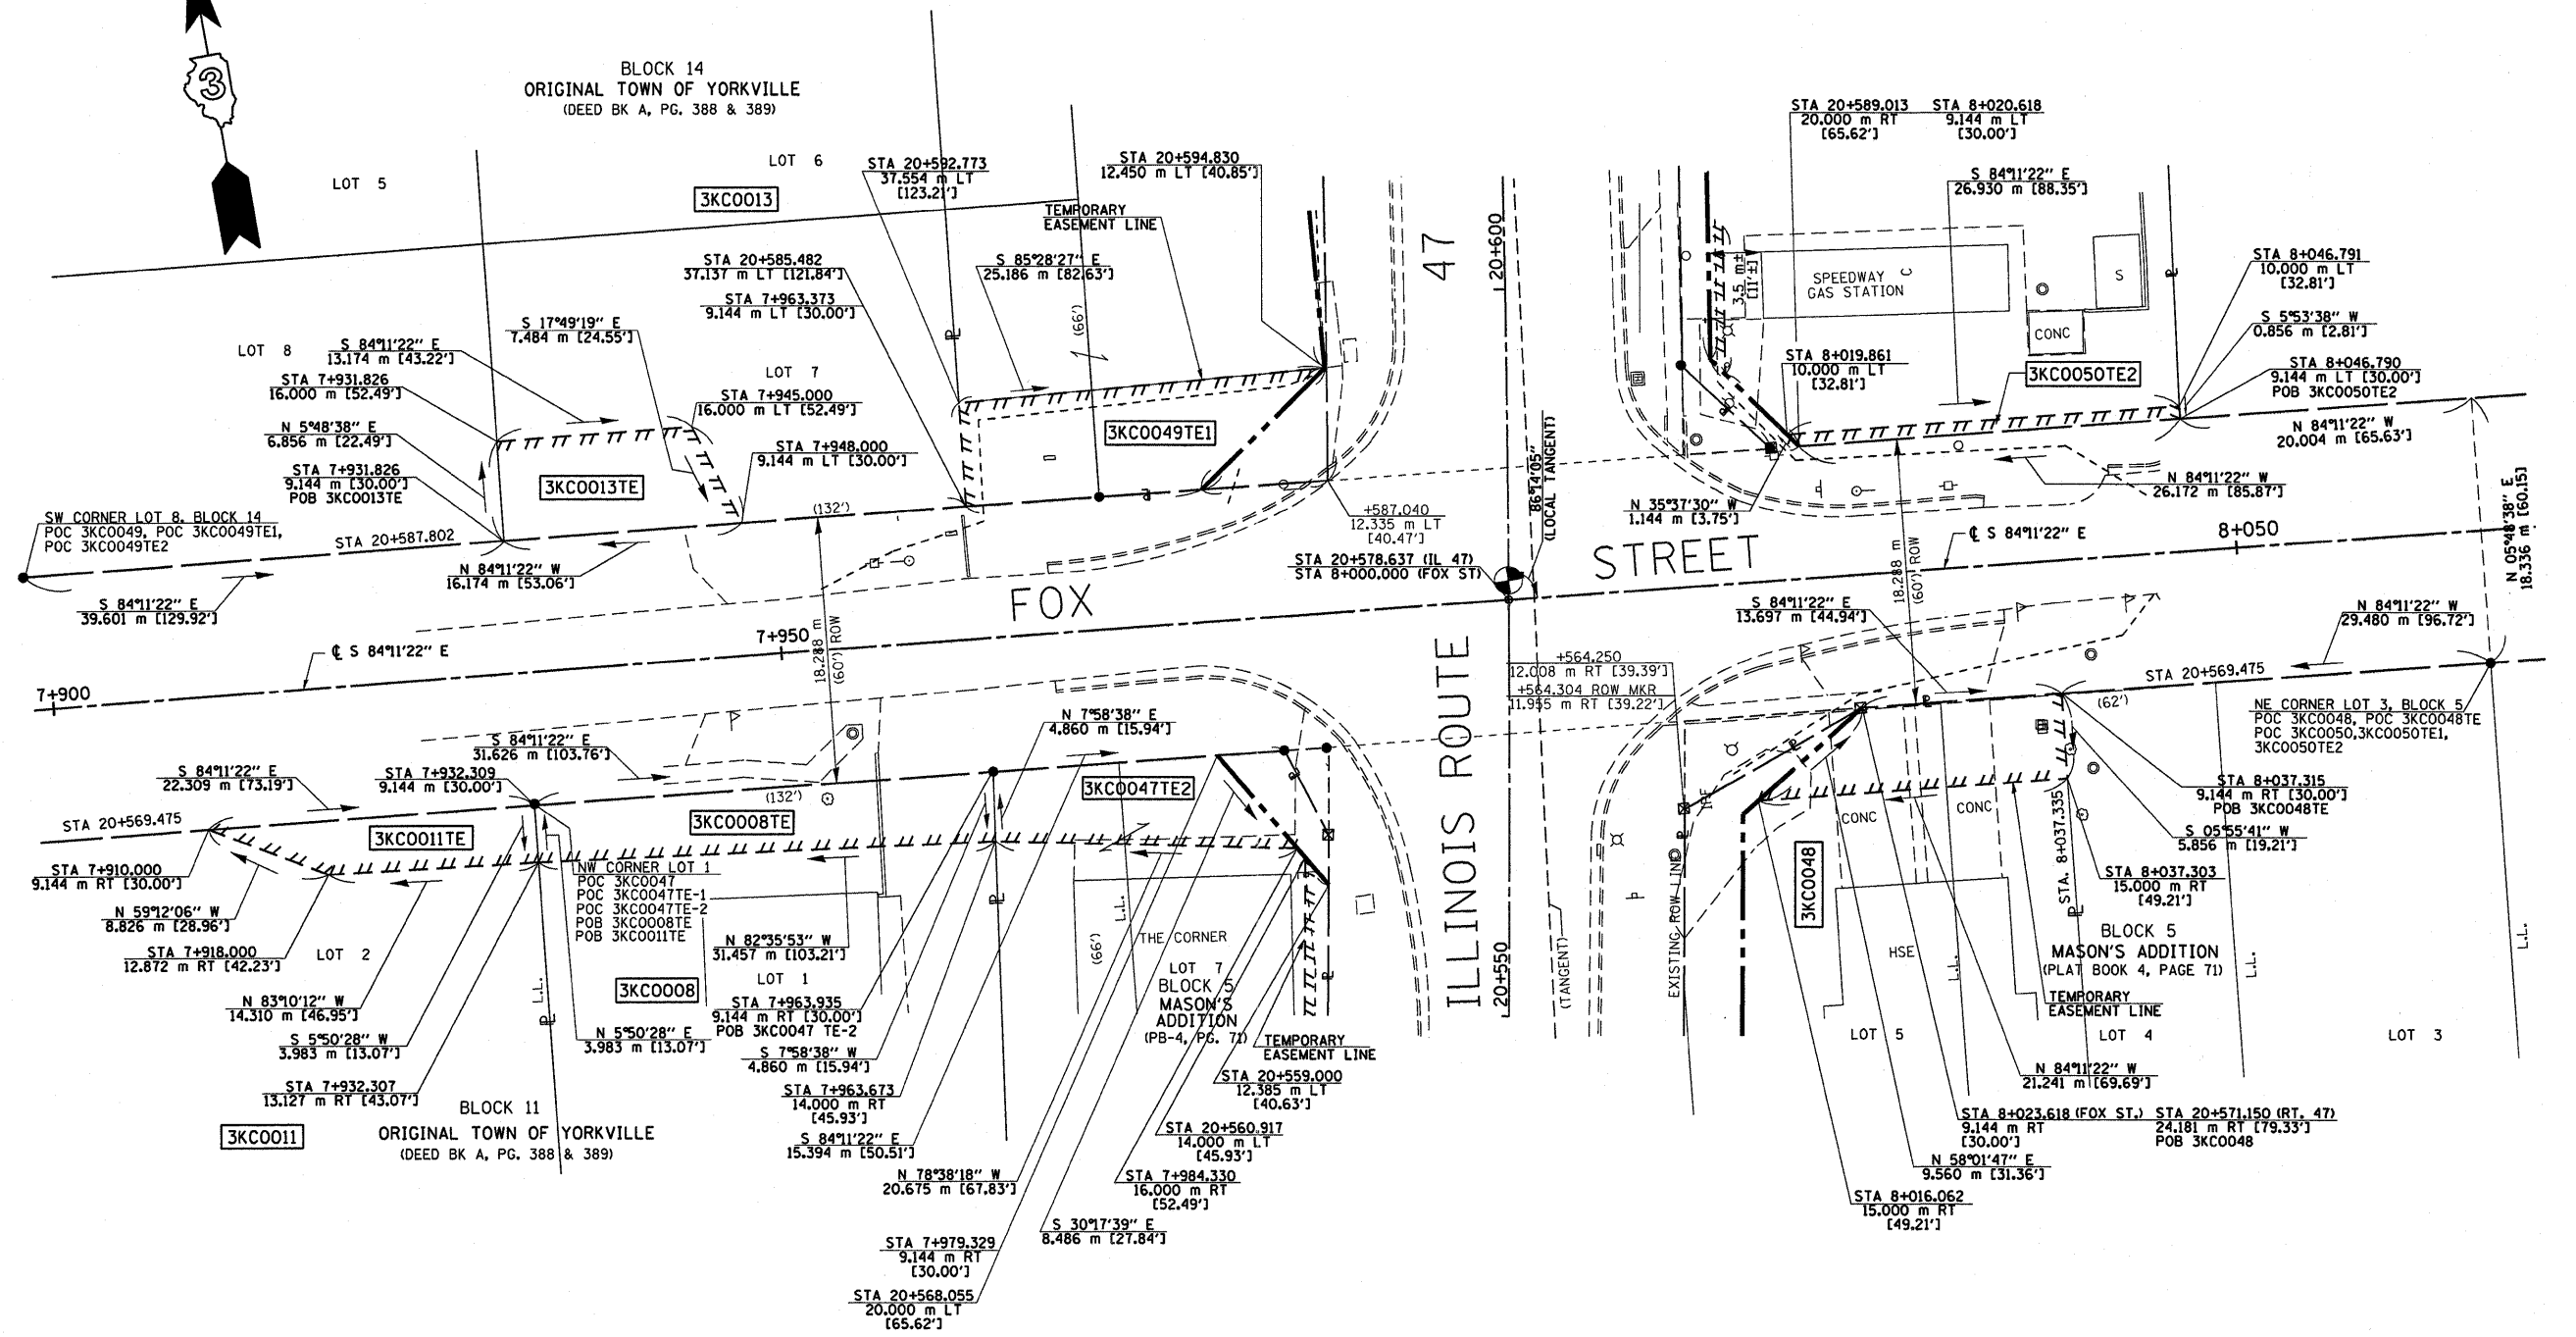 3
BLOCK 14
ORIGINAL TOWN OF YORKVILLE
(DEED BK A, PG. 388 & 389)
LOT 5
LOT 6
3KC0013
STA 20+592.773
37.554 m LT
[123.21']
STA 20+594.830
12.450 m LT [40.85']
TEMPORARY
EASEMENT LINE
STA 20+585.482
37.137 m LT [121.84']
STA 7+963.373
9.144 m LT [30.00']
S 85°28'27" E
25.186 m [82.63']
(66')
S 17°49'19" E
7.484 m [24.55']
LOT 8
S 84°11'22" E
13.174 m [43.22']
STA 7+931.826
16.000 m [52.49']
LOT 7
STA 7+945.000
16.000 m LT [52.49']
N 5°48'38" E
6.856 m [22.49']
STA 7+948.000
9.144 m LT [30.00']
STA 7+931.826
9.144 m [30.00']
POB 3KC0013TE
3KC0013TE
3KC0049TE1
SW CORNER LOT 8, BLOCK 14
POC 3KC0049, POC 3KC0049TE1,
POC 3KC0049TE2
STA 20+587.802
(132')
N 84°11'22" W
16.174 m [53.06']
S 84°11'22" E
39.601 m [129.92']
+587.040
12.335 m LT
[40.47']
STA 20+578.637 (IL 47)
STA 8+000.000 (FOX ST)
47
20+600
86°14'05"
(LOCAL TANGENT)
STA 20+589.013 STA 8+020.618
20.000 m RT 9.144 m LT
[65.62'] [30.00']
S 84°11'22" E
26.930 m [88.35']
3.5 m±
[11'±]
SPEEDWAY
GAS STATION
C
S
CONC
STA 8+046.791
10.000 m LT
[32.81']
S 5°53'38" W
0.856 m [2.81']
STA 8+019.861
10.000 m LT
[32.81']
3KC0050TE2
STA 8+046.790
9.144 m LT [30.00']
POB 3KC0050TE2
N 84°11'22" W
20.004 m [65.63']
N 84°11'22" W
26.172 m [85.87']
N 35°37'30" W
1.144 m [3.75']
N 05°48'38" E
18.336 m [60.15']
FOX STREET
℄ S 84°11'22" E
8+050
18.288 m
(60') ROW
7+950
18.288 m
(60') ROW
℄ S 84°11'22" E
7+900
S 84°11'22" E
13.697 m [44.94']
N 84°11'22" W
29.480 m [96.72']
STA 20+569.475
+564.250
12.008 m RT [39.39']
+564.304 ROW MKR
11.955 m RT [39.22']
(62')
NE CORNER LOT 3, BLOCK 5
POC 3KC0048, POC 3KC0048TE
POC 3KC0050,3KC0050TE1,
3KC0050TE2
N 7°58'38" E
4.860 m [15.94']
S 84°11'22" E
31.626 m [103.76']
S 84°11'22" E
22.309 m [73.19']
STA 7+932.309
9.144 m [30.00']
(132')
STA 20+569.475
3KC0011TE
3KC0008TE
3KC0047TE2
STA 7+910.000
9.144 m RT [30.00']
N 59°12'06" W
8.826 m [28.96']
STA 7+918.000
12.872 m RT [42.23']
LOT 2
N 83°10'12" W
14.310 m [46.95']
S 5°50'28" W
3.983 m [13.07']
STA 7+932.307
13.127 m RT [43.07']
NW CORNER LOT 1
POC 3KC0047
POC 3KC0047TE-1
POC 3KC0047TE-2
POB 3KC0008TE
POB 3KC0011TE
3KC0008
N 5°50'28" E
3.983 m [13.07']
L.L.
3KC0011
BLOCK 11
ORIGINAL TOWN OF YORKVILLE
(DEED BK A, PG. 388 & 389)
N 82°35'53" W
31.457 m [103.21']
LOT 1
STA 7+963.935
9.144 m RT [30.00']
POB 3KC0047 TE-2
S 7°58'38" W
4.860 m [15.94']
STA 7+963.673
14.000 m RT
[45.93']
S 84°11'22" E
15.394 m [50.51']
N 78°38'18" W
20.675 m [67.83']
STA 7+979.329
9.144 m RT
[30.00']
STA 20+568.055
20.000 m LT
[65.62']
(66')
L.L.
THE CORNER
LOT 7
BLOCK 5
MASON'S
ADDITION
(PB-4, PG. 71)
TEMPORARY
EASEMENT LINE
STA 20+559.000
12.385 m LT
[40.63']
STA 20+560.917
14.000 m LT
[45.93']
STA 7+984.330
16.000 m RT
[52.49']
S 30°17'39" E
8.486 m [27.84']
ILLINOIS ROUTE
20+550
(TANGENT)
EXISTING ROW LINE
3KC0048
CONC
CONC
HSE
L.L.
STA. 8+037.335
STA 8+037.315
9.144 m RT [30.00']
POB 3KC0048TE
S 05°55'41" W
5.856 m [19.21']
STA 8+037.303
15.000 m RT
[49.21']
BLOCK 5
MASON'S ADDITION
(PLAT BOOK 4, PAGE 71)
TEMPORARY
EASEMENT LINE
L.L.
L.L.
LOT 5
LOT 4
LOT 3
N 84°11'22" W
21.241 m [69.69']
STA 8+023.618 (FOX ST.) STA 20+571.150 (RT. 47)
9.144 m RT 24.181 m RT [79.33']
[30.00'] POB 3KC0048
N 58°01'47" E
9.560 m [31.36']
STA 8+016.062
15.000 m RT
[49.21']